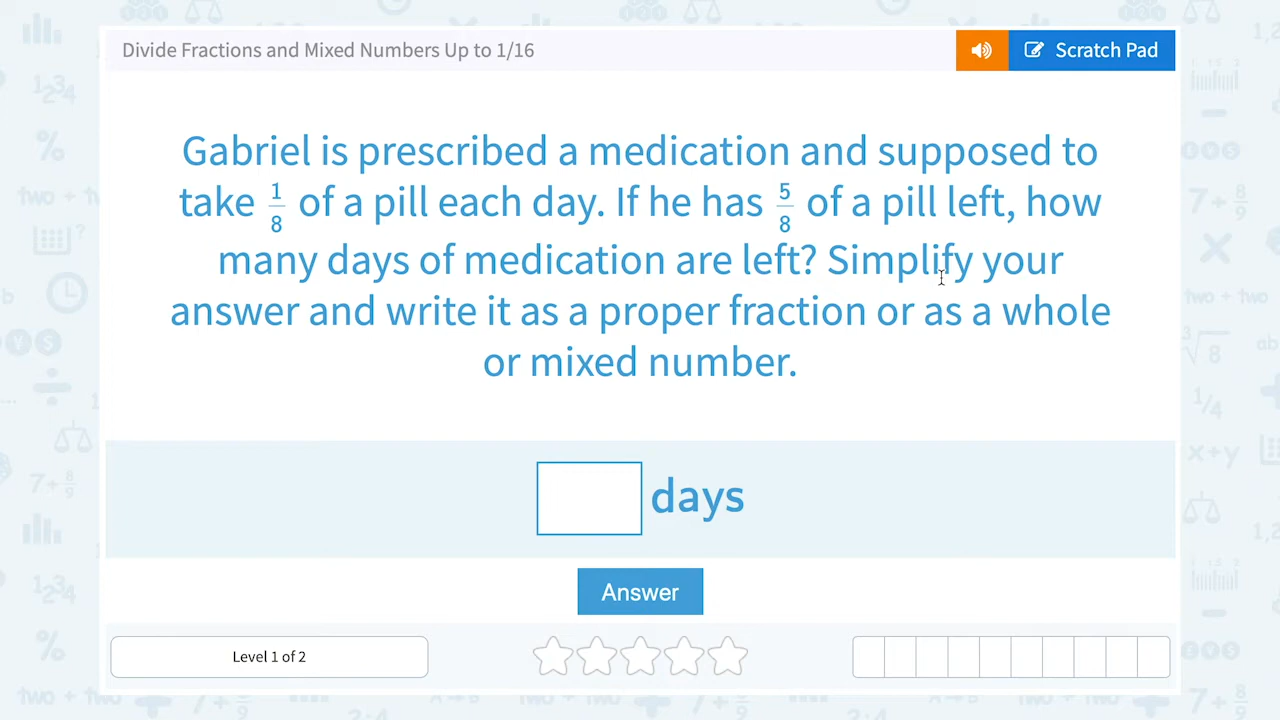 Divide Fractions and Mixed Numbers Up to 1/16
Scratch Pad
Gabriel is prescribed a medication and supposed to
take 1/8 of a pill each day. If he has 5/8 of a pill left, how
many days of medication are left? Simplify your
answer and write it as a proper fraction or as a whole
or mixed number.
days
Answer
Level 1 of 2